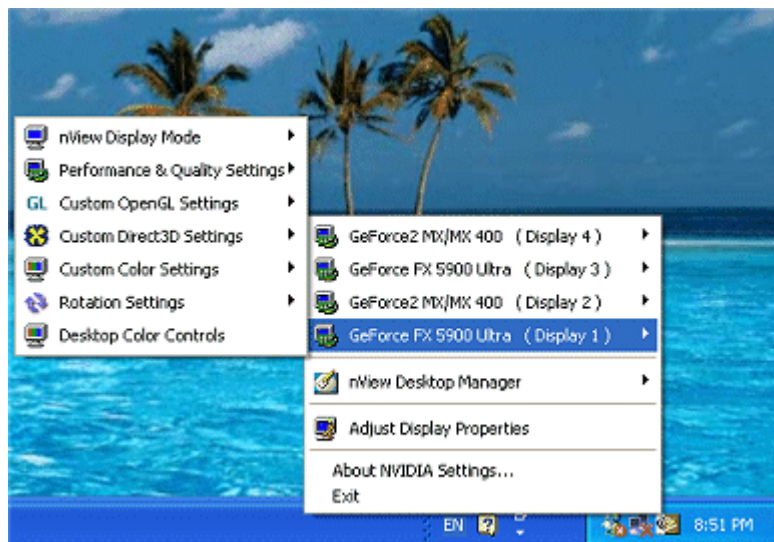 nView Display Mode
Performance & Quality Settings
GL Custom OpenGL Settings
Custom Direct3D Settings
Custom Color Settings
Rotation Settings
Desktop Color Controls
GeForce2 MX/MX 400 ( Display 4 )
GeForce FX 5900 Ultra ( Display 3 )
GeForce2 MX/MX 400 ( Display 2 )
GeForce FX 5900 Ultra ( Display 1 )
nView Desktop Manager
Adjust Display Properties
About NVIDIA Settings...
Exit
EN ? 8:51 PM